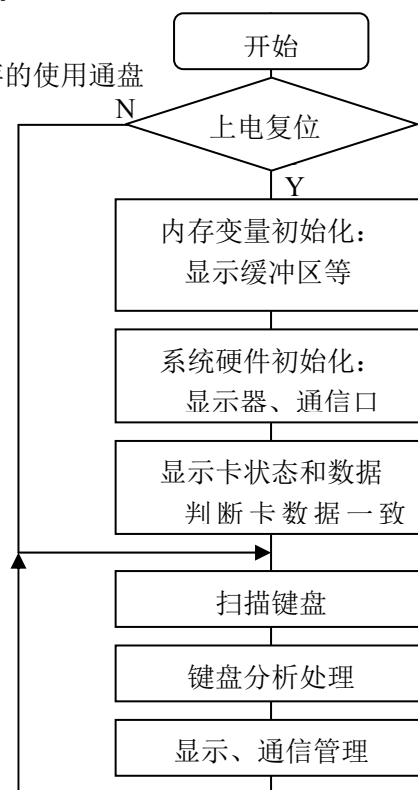 开始
的使用通盘
N
上电复位
Y
内存变量初始化：
显示缓冲区等
系统硬件初始化：
显示器、通信口
显示卡状态和数据
判断卡数据一致
扫描键盘
键盘分析处理
显示、通信管理